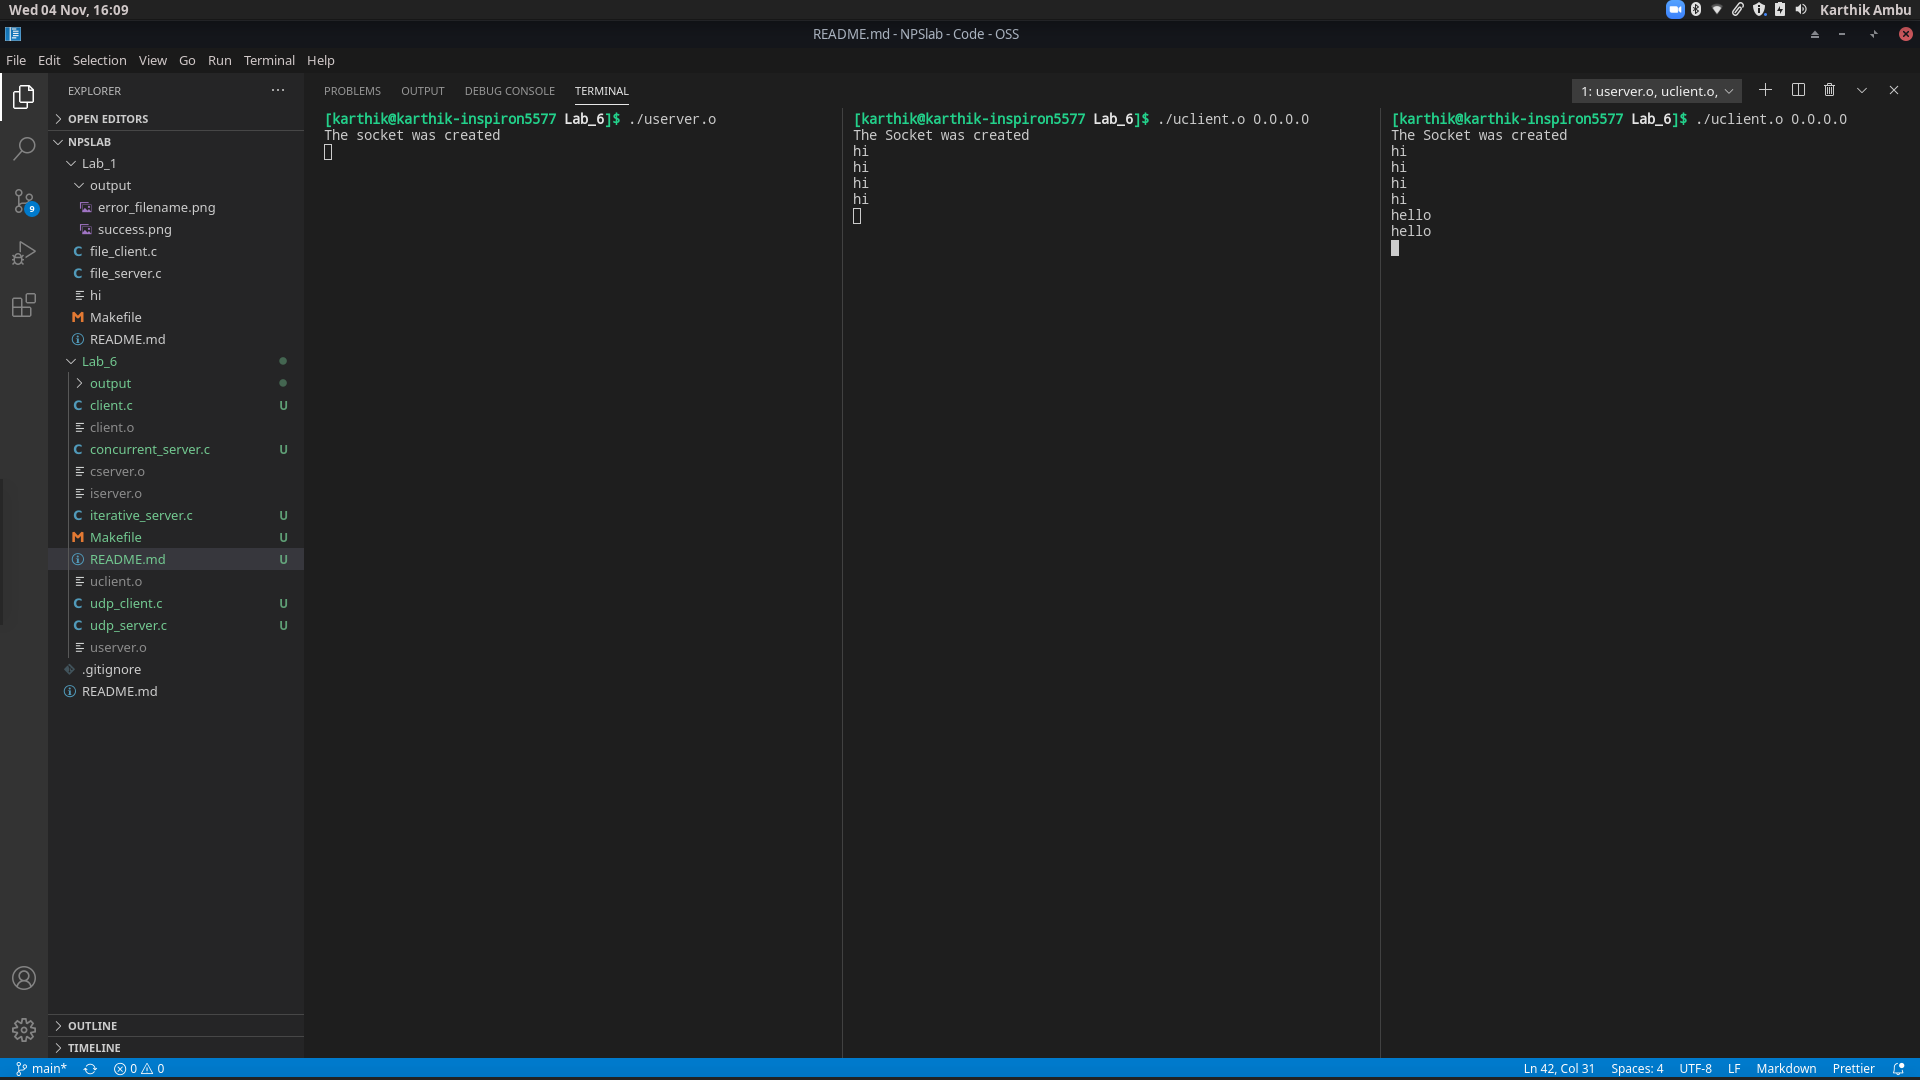 Wed 04 Nov, 16:09
Karthik Ambu
README.md - NPSlab - Code - OSS
File Edit Selection View Go Run Terminal Help
EXPLORER
OPEN EDITORS
NPSLAB
Lab_1
output
error_filename.png
success.png
C file_client.c
C file_server.c
hi
M Makefile
README.md
Lab_6
output
C client.c U
client.o
C concurrent_server.c U
cserver.o
iserver.o
C iterative_server.c U
M Makefile U
README.md U
uclient.o
C udp_client.c U
C udp_server.c U
userver.o
.gitignore
README.md
OUTLINE
TIMELINE
9
PROBLEMS OUTPUT DEBUG CONSOLE TERMINAL
1: userver.o, uclient.o,
[karthik@karthik-inspiron5577 Lab_6]$ ./userver.o
The socket was created
[karthik@karthik-inspiron5577 Lab_6]$ ./uclient.o 0.0.0.0
The Socket was created
hi
hi
hi
hi
[karthik@karthik-inspiron5577 Lab_6]$ ./uclient.o 0.0.0.0
The Socket was created
hi
hi
hi
hi
hello
hello
main* 0 0
Ln 42, Col 31 Spaces: 4 UTF-8 LF Markdown Prettier